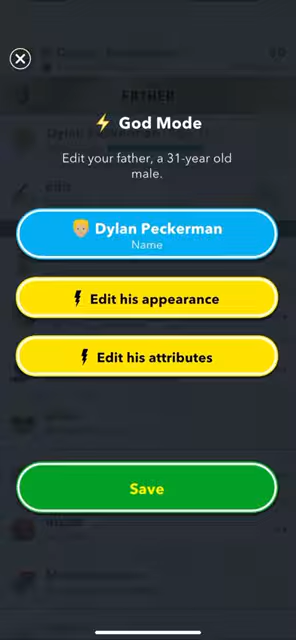 God Mode
Edit your father, a 31-year old
male.
FATHER
Dylan Peckerman
Name
Edit his appearance
Edit his attributes
Save